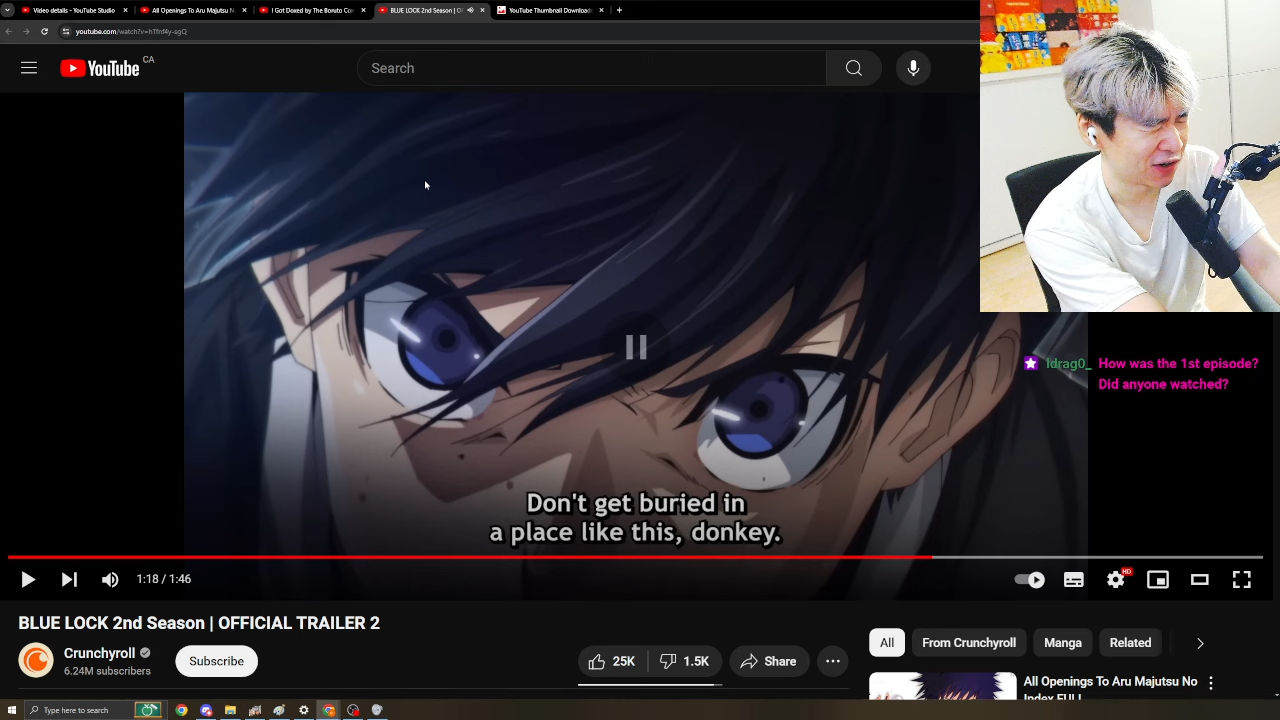 Video details - YouTube Studio
All Openings To Aru Majutsu N
I Got Doxed by The Boruto Co
BLUE LOCK 2nd Season | O
YouTube Thumbnail Download
youtube.com/watch?v=
YouTube CA
Search
ldrag0_ How was the 1st episode?
Did anyone watched?
Don't get buried in
a place like this, donkey.
1:18 / 1:46
HD
BLUE LOCK 2nd Season | OFFICIAL TRAILER 2
Crunchyroll
6.24M subscribers
Subscribe
25K
1.5K
Share
All
From Crunchyroll
Manga
Related
All Openings To Aru Majutsu No
Index FULL
Type here to search